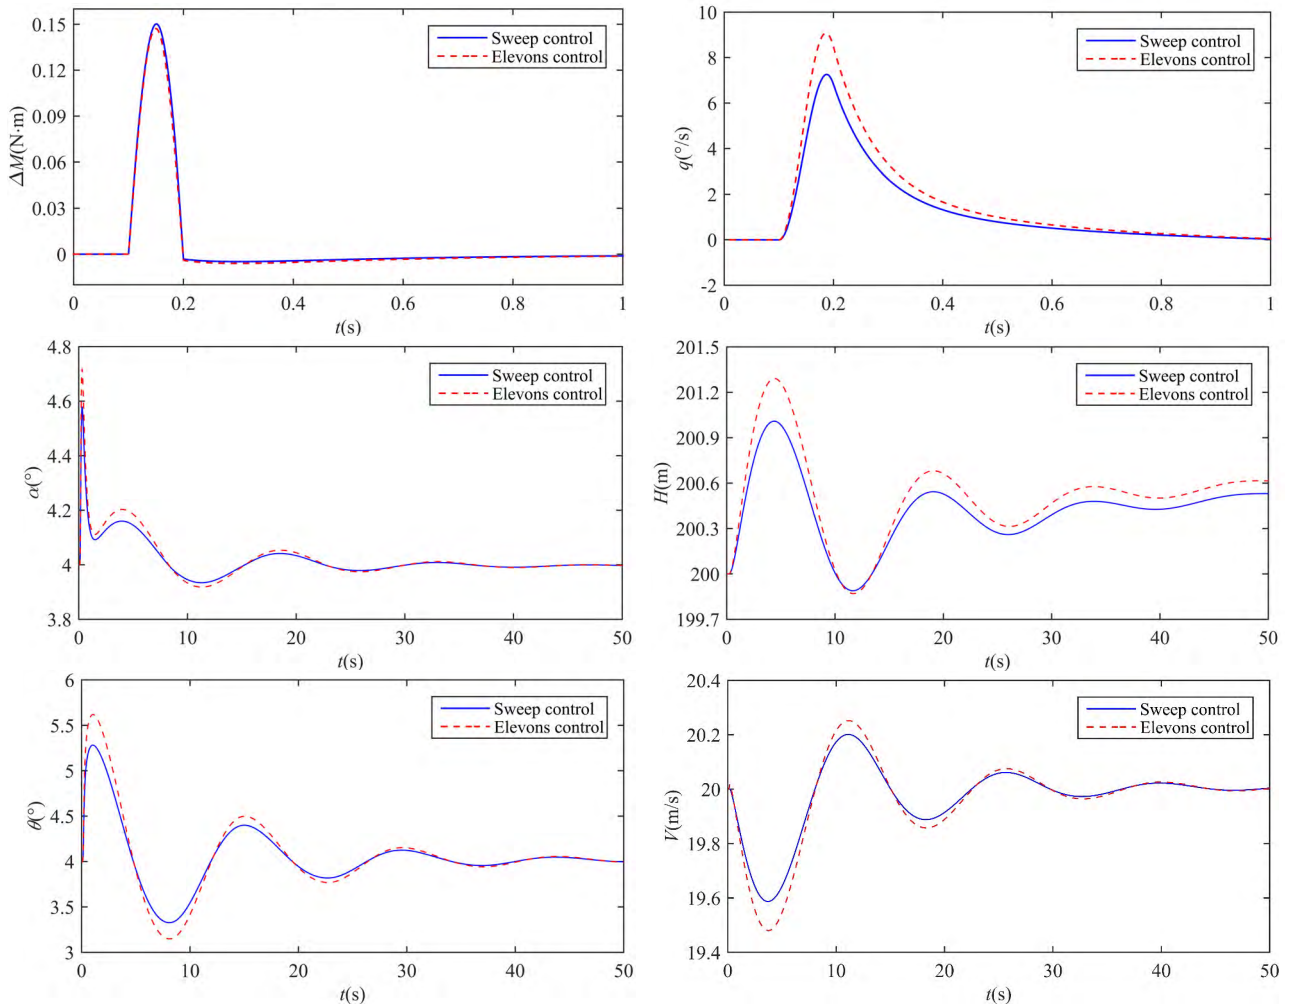 0.15
0.12
0.09
0.06
0.03
0
ΔM(N·m)
Sweep control
Elevons control
0 0.2 0.4 0.6 0.8 1
t(s)
10
8
6
4
2
0
-2
q(°/s)
Sweep control
Elevons control
0 0.2 0.4 0.6 0.8 1
t(s)
4.8
4.6
4.4
4.2
4
3.8
α(°)
Sweep control
Elevons control
0 10 20 30 40 50
t(s)
201.5
201.2
200.9
200.6
200.3
200
199.7
H(m)
Sweep control
Elevons control
0 10 20 30 40 50
t(s)
6
5.5
5
4.5
4
3.5
3
θ(°)
Sweep control
Elevons control
0 10 20 30 40 50
t(s)
20.4
20.2
20
19.8
19.6
19.4
V(m/s)
Sweep control
Elevons control
0 10 20 30 40 50
t(s)